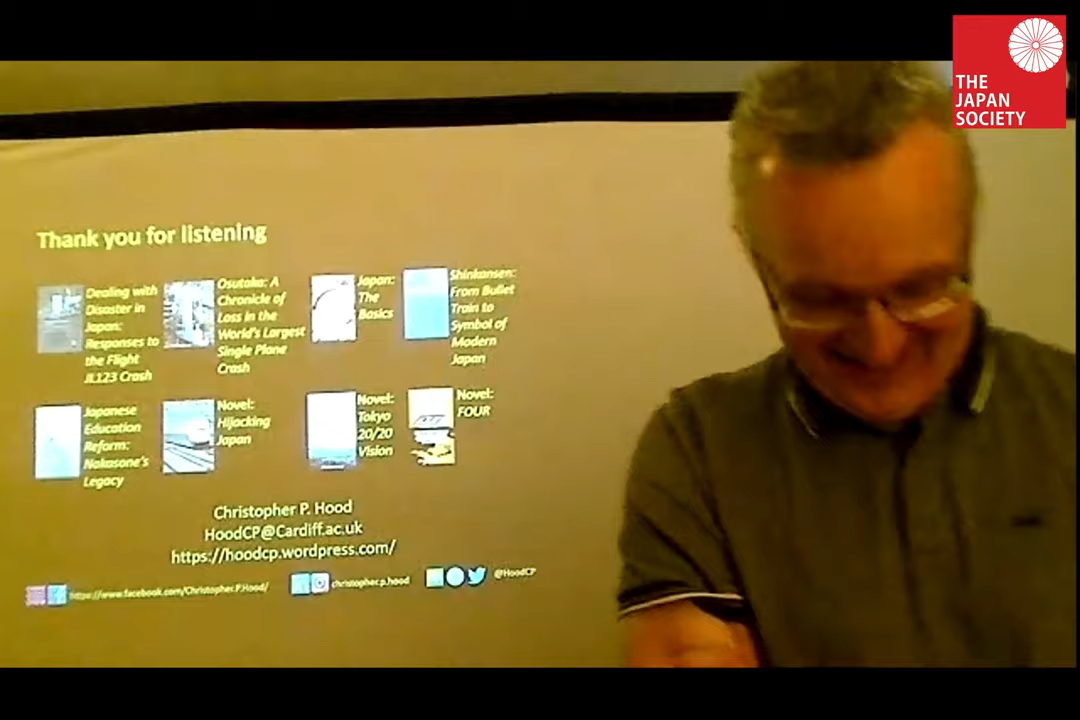 THE
JAPAN
SOCIETY
Thank you for listening
Dealing with
Disaster in
Japan:
Responses to
the Flight
JL123 Crash
Osutaka: A
Chronicle of
Loss in the
World's Largest
Single Plane
Crash
Japan:
The
Basics
Shinkansen:
From Bullet
Train to
Symbol of
Modern
Japan
Japanese
Education
Reform:
Nakasone's
Legacy
Novel:
Hijacking
Japan
Novel:
Tokyo
20/20
Vision
Novel:
FOUR
Christopher P. Hood
HoodCP@Cardiff.ac.uk
https://hoodcp.wordpress.com/
https://www.facebook.com/Christopher.P.Hood/
christopher.p.hood
@HoodCP